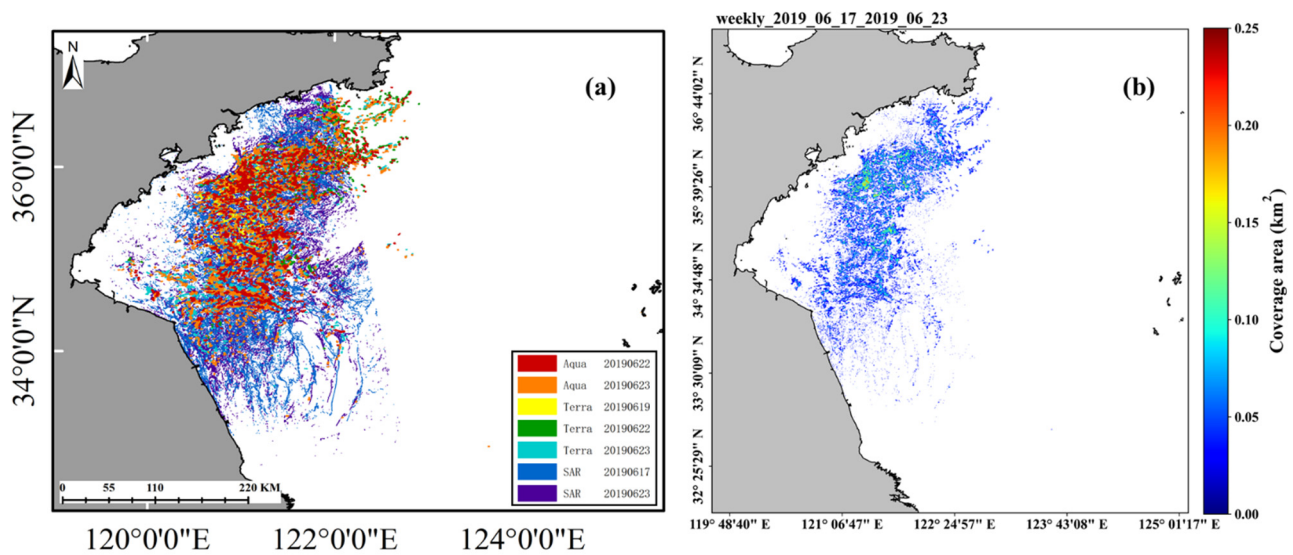 weekly_2019_06_17_2019_06_23
N
(a)
36°0'0"N
34°0'0"N
Aqua 20190622
Aqua 20190623
Terra 20190619
Terra 20190622
Terra 20190623
SAR 20190617
SAR 20190623
0 55 110 220 KM
120°0'0"E 122°0'0"E 124°0'0"E
(b)
36° 44'02'' N
35° 39'26'' N
34° 34'48'' N
33° 30'09'' N
32° 25'29'' N
119° 48'40'' E 121° 06'47'' E 122° 24'57'' E 123° 43'08'' E 125° 01'17'' E
0.25
0.20
0.15
0.10
0.05
0.00
Coverage area (km²)